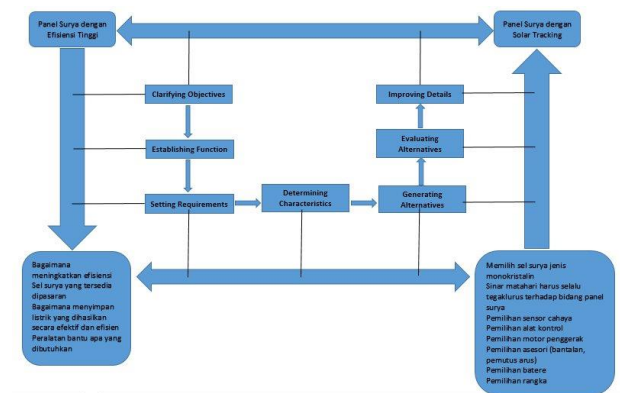 Panel Surya dengan
Efisiensi Tinggi
Panel Surya dengan
Solar Tracking
Clarifying Objectives
Improving Details
Establishing Function
Evaluating
Alternatives
Setting Requirements
Determining
Characteristics
Generating
Alternatives
Bagaimana
meningkatkan efisiensi
Sel surya yang tersedia
dipasaran
Bagaimana menyimpan
listrik yang dihasilkan
secara efektif dan efisien
Peralatan bantu apa yang
dibutuhkan
Memilih sel surya jenis
monokristalin
Sinar matahari harus selalu
tegaklurus terhadap bidang panel
surya
Pemilihan sensor cahaya
Pemilihan alat kontrol
Pemilihan motor penggerak
Pemilihan asesori (bantalan,
pemutus arus)
Pemilihan batere
Pemilihan rangka